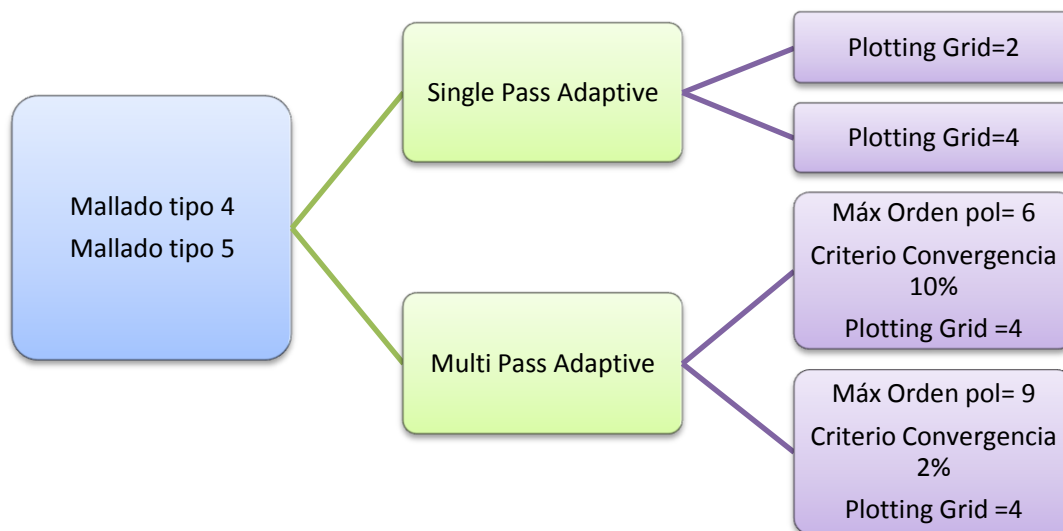 Mallado tipo 4
Mallado tipo 5
Single Pass Adaptive
Plotting Grid=2
Plotting Grid=4
Multi Pass Adaptive
Máx Orden pol= 6
Criterio Convergencia
10%
Plotting Grid =4
Máx Orden pol= 9
Criterio Convergencia
2%
Plotting Grid =4